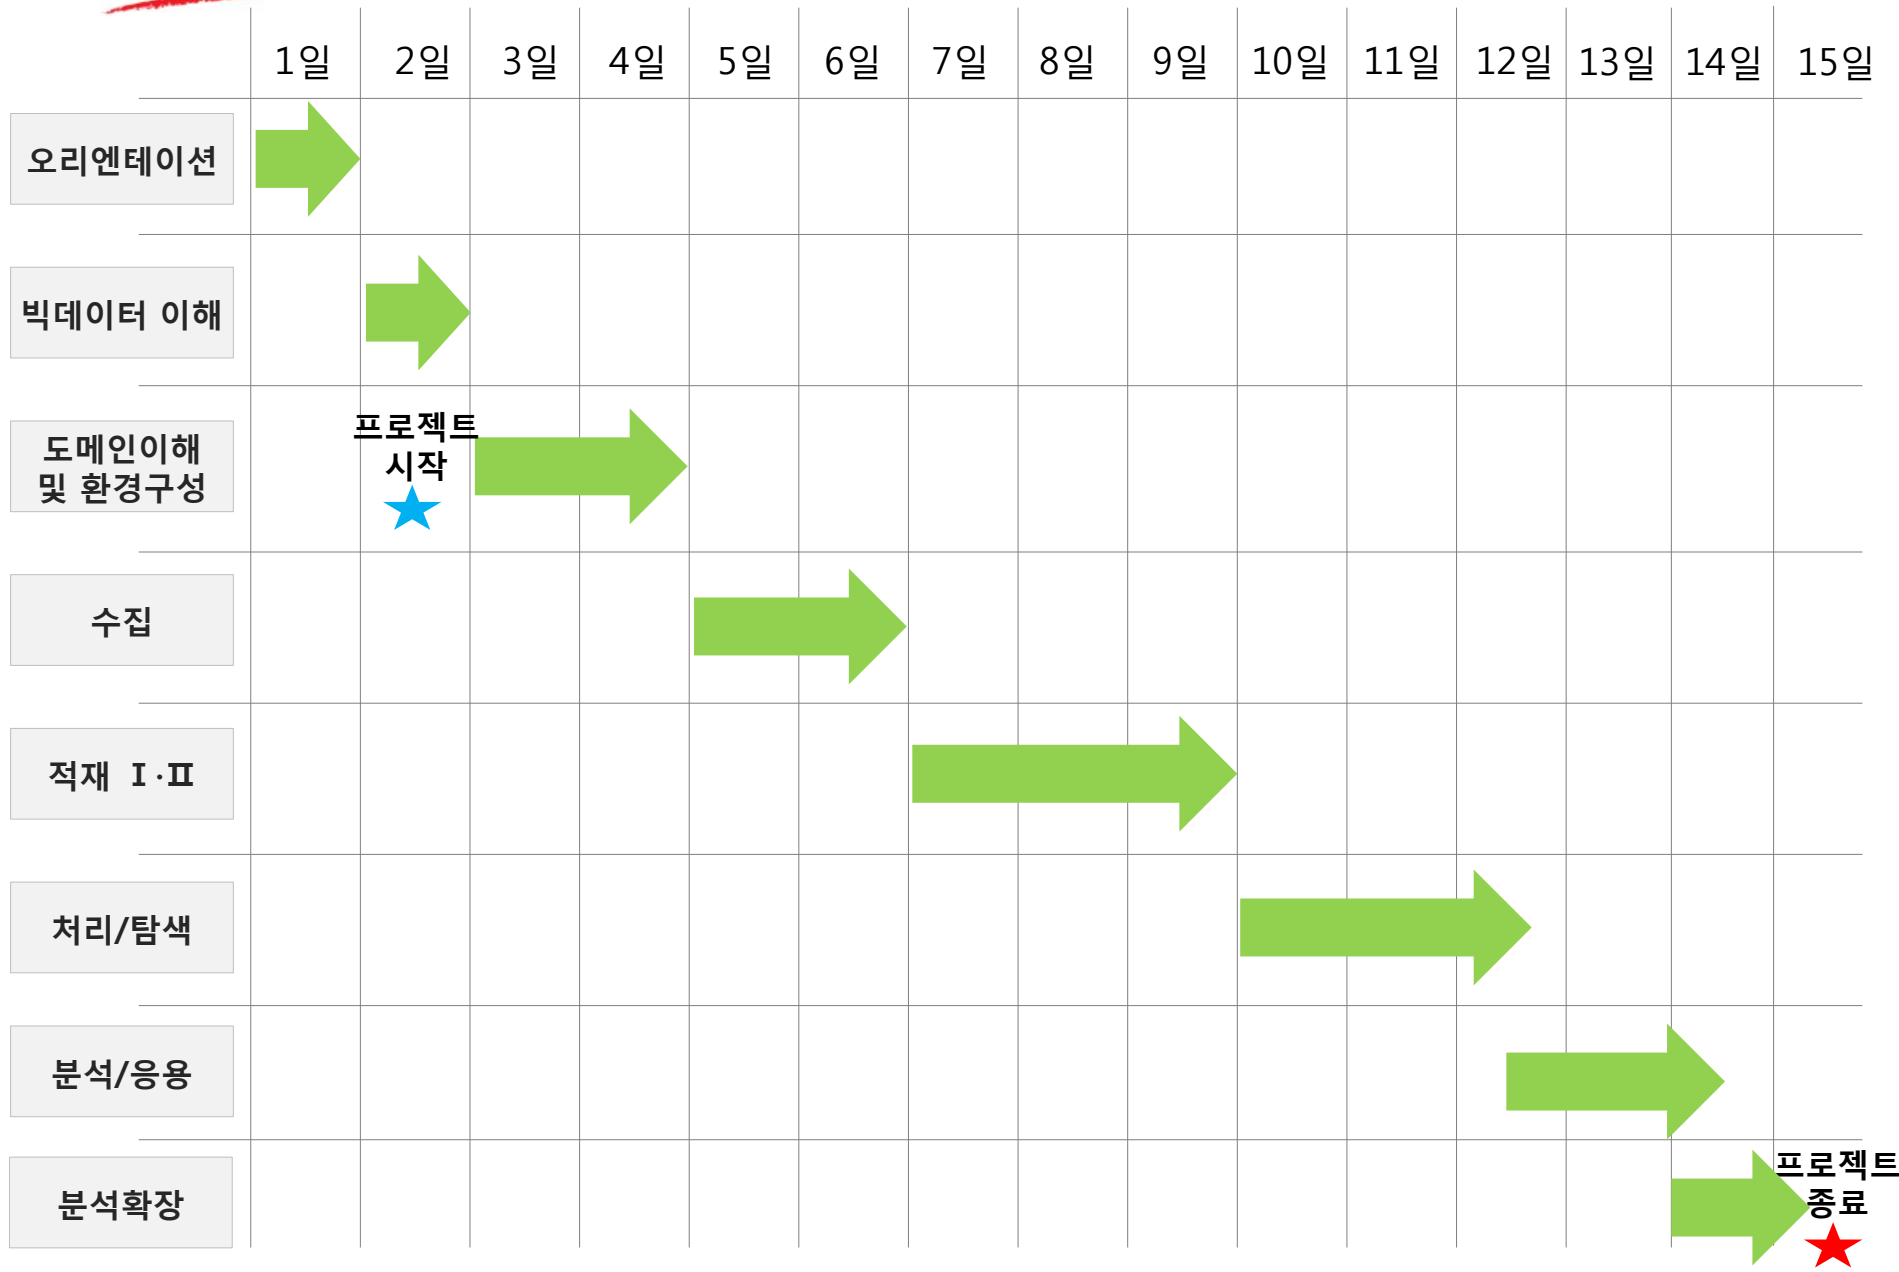 1일 2일 3일 4일 5일 6일 7일 8일 9일 10일 11일 12일 13일 14일 15일
오리엔테이션
빅데이터 이해
도메인이해
및 환경구성
프로젝트
시작
수집
적재 Ⅰ·Ⅱ
처리/탐색
분석/응용
분석확장
프로젝트
종료